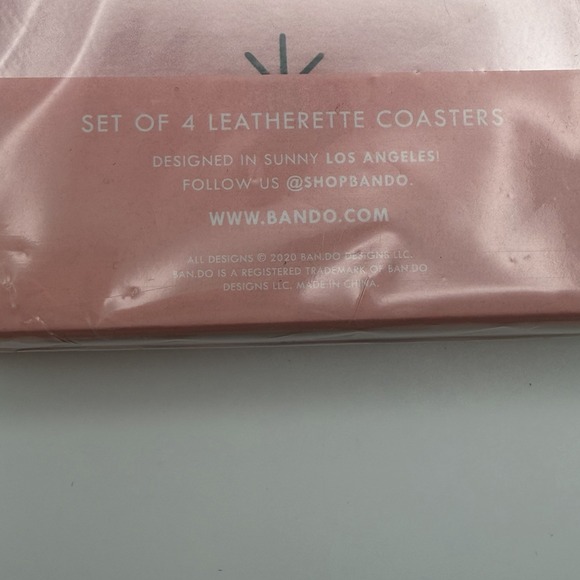 SET OF 4 LEATHERETTE COASTERS
DESIGNED IN SUNNY LOS ANGELES!
FOLLOW US @SHOPBANDO.
WWW.BANDO.COM
ALL DESIGNS © 2020 BAN.DO DESIGNS LLC.
BAN.DO IS A REGISTERED TRADEMARK OF BAN.DO
DESIGNS LLC. MADE IN CHINA.